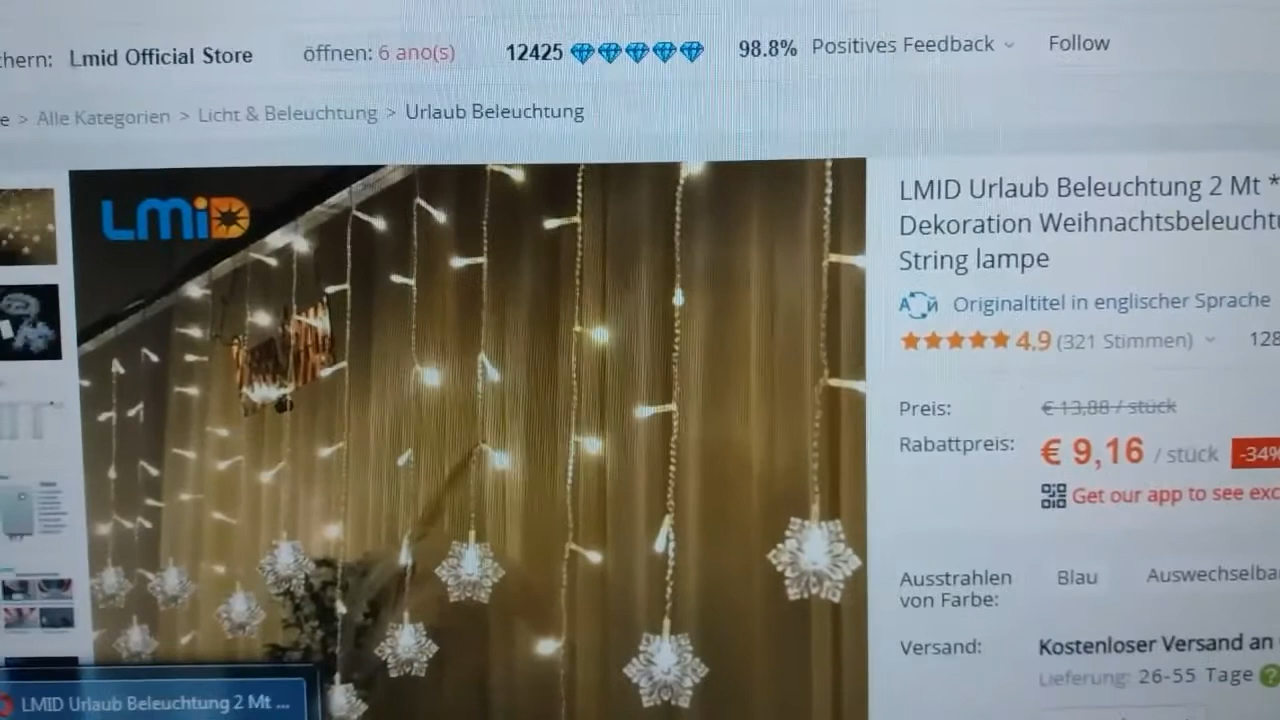 hern: Lmid Official Store öffnen: 6 ano(s) 12425 98.8% Positives Feedback Follow
e > Alle Kategorien > Licht & Beleuchtung > Urlaub Beleuchtung
LMiD
LMID Urlaub Beleuchtung 2 Mt *
Dekoration Weihnachtsbeleucht
String lampe
Originaltitel in englischer Sprache
4.9 (321 Stimmen) 128
Preis: € 13,88 / stück
Rabattpreis: € 9,16 / stück -34%
Get our app to see exc
Ausstrahlen von Farbe: Blau Auswechselba
Versand: Kostenloser Versand an
Lieferung: 26-55 Tage ?
LMID Urlaub Beleuchtung 2 Mt ...